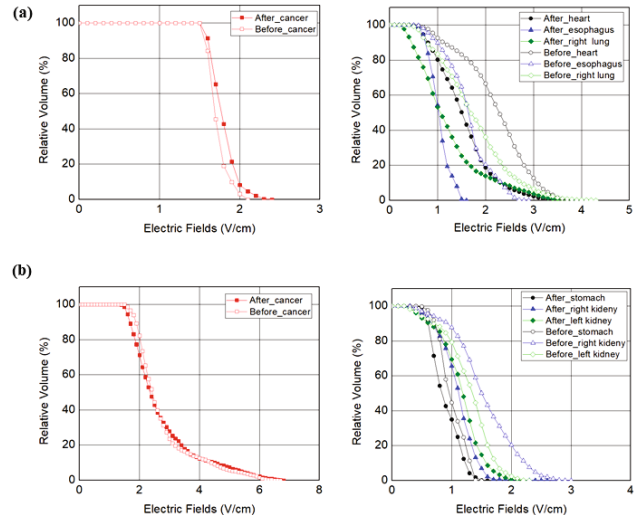 (a)
Relative Volume (%)
100
80
60
40
20
0
0
1
2
3
Electric Fields (V/cm)
After_cancer
Before_cancer
Relative Volume (%)
100
80
60
40
20
0
0
1
2
3
4
5
Electric Fields (V/cm)
After_heart
After_esophagus
After_right lung
Before_heart
Before_esophagus
Before_right lung
(b)
Relative Volume (%)
100
80
60
40
20
0
0
2
4
6
8
Electric Fields (V/cm)
After_cancer
Before_cancer
Relative Volume (%)
100
80
60
40
20
0
0
1
2
3
4
Electric Fields (V/cm)
After_stomach
After_right kideny
After_left kidney
Before_stomach
Before_right kideny
Before_left kidney